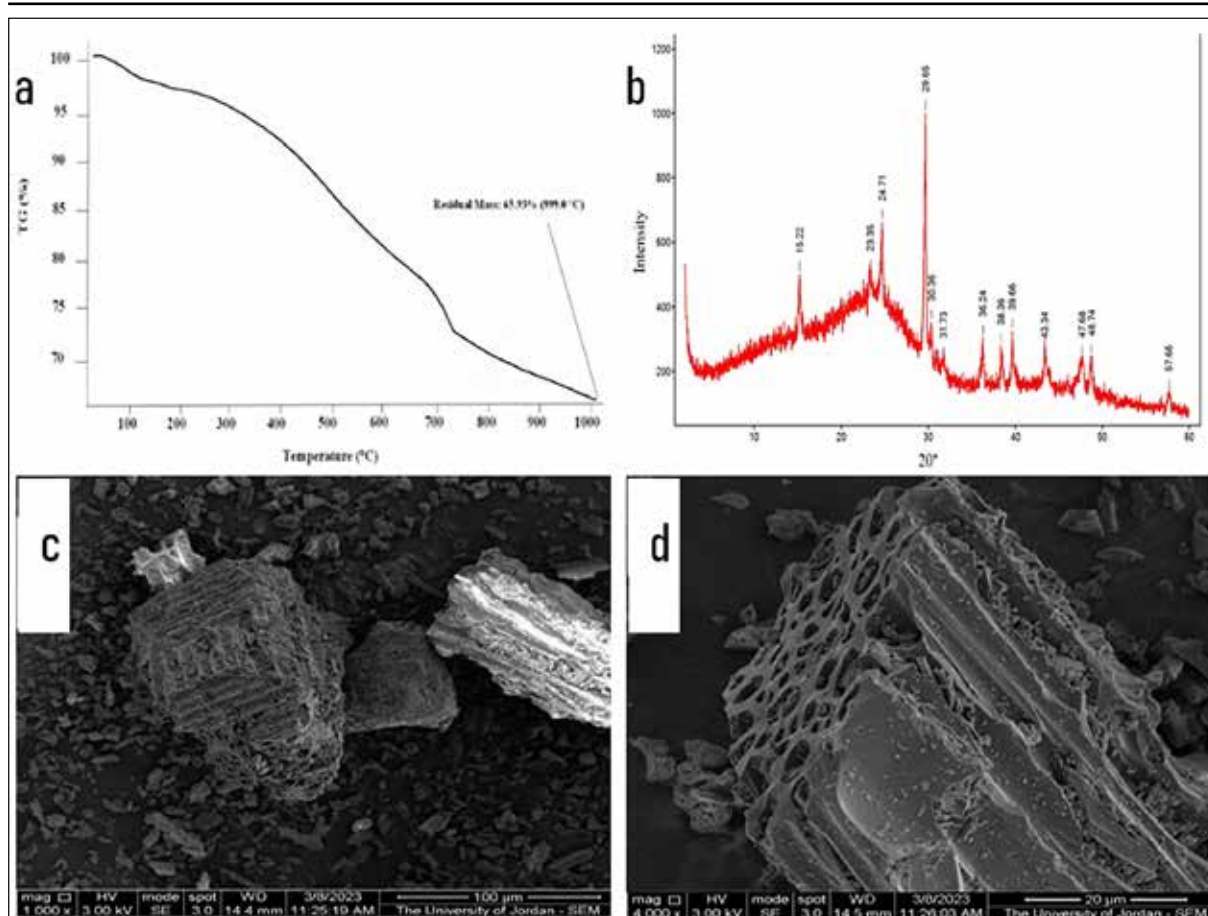 a
100
95
90
85
80
75
70
TG (%)
Residual Mass: 65.93% (999.0 °C)
100 200 300 400 500 600 700 800 900 1000
Temperature (°C)
b
1200
1000
800
600
400
200
Intensity
15.22
23.35
24.71
29.65
30.36
31.73
36.24
38.36
39.66
43.34
47.68
48.74
57.66
10 20 30 40 50 60
2θ°
c
mag HV mode spot WD 3/8/2023 100 µm
1 000 x 3.00 kV SE 3.0 14.4 mm 11:25:19 AM The University of Jordan - SEM
d
mag HV mode spot WD 3/8/2023 20 µm
4 000 x 3.00 kV SE 3.0 14.5 mm 11:26:03 AM The University of Jordan - SEM